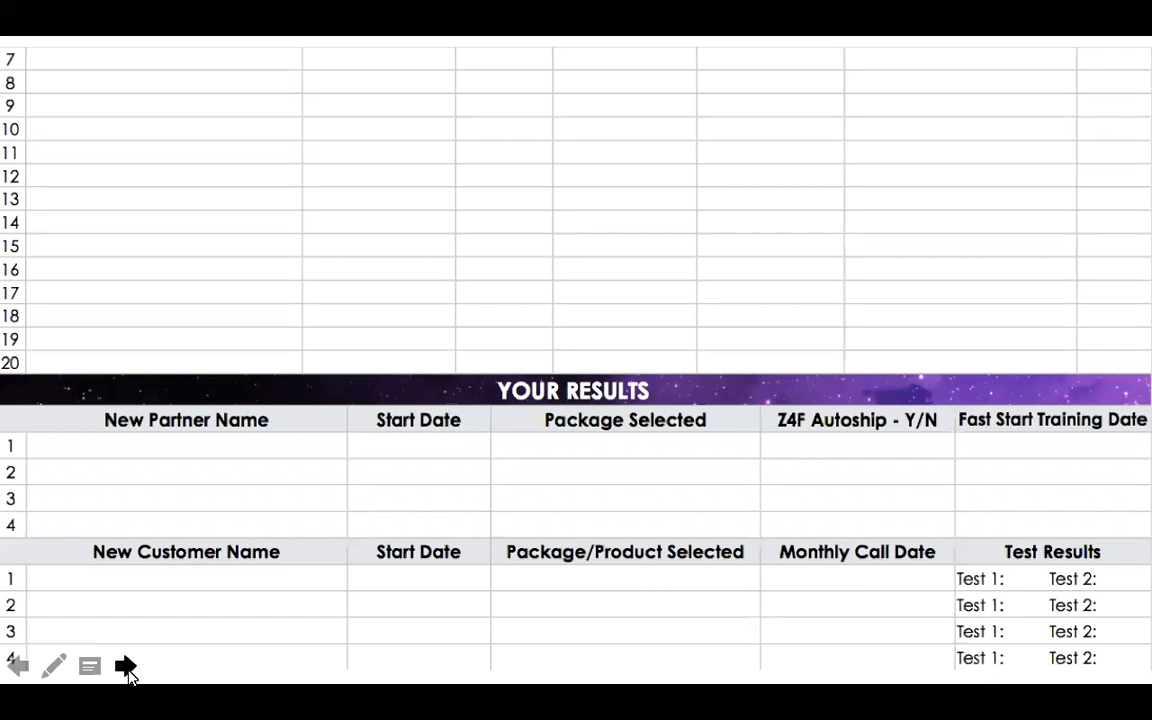 7
8
9
10
11
12
13
14
15
16
17
18
19
20
YOUR RESULTS
New Partner Name Start Date Package Selected Z4F Autoship - Y/N Fast Start Training Date
1
2
3
4
New Customer Name Start Date Package/Product Selected Monthly Call Date Test Results
1 Test 1: Test 2:
2 Test 1: Test 2:
3 Test 1: Test 2:
4 Test 1: Test 2: